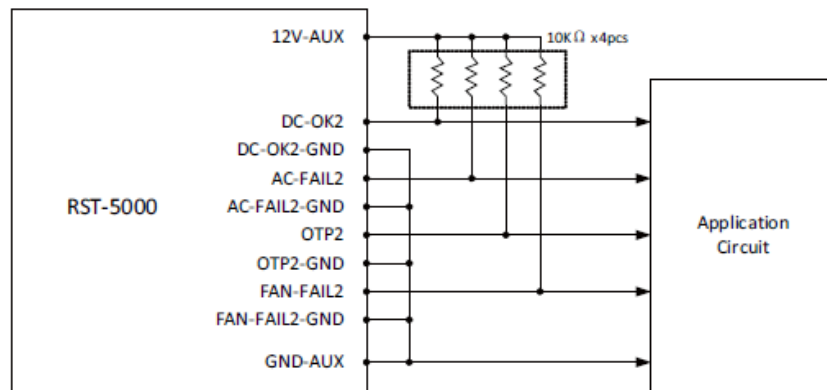 12V-AUX
10KΩ x4pcs
DC-OK2
DC-OK2-GND
AC-FAIL2
RST-5000
AC-FAIL2-GND
OTP2
OTP2-GND
FAN-FAIL2
FAN-FAIL2-GND
GND-AUX
Application
Circuit